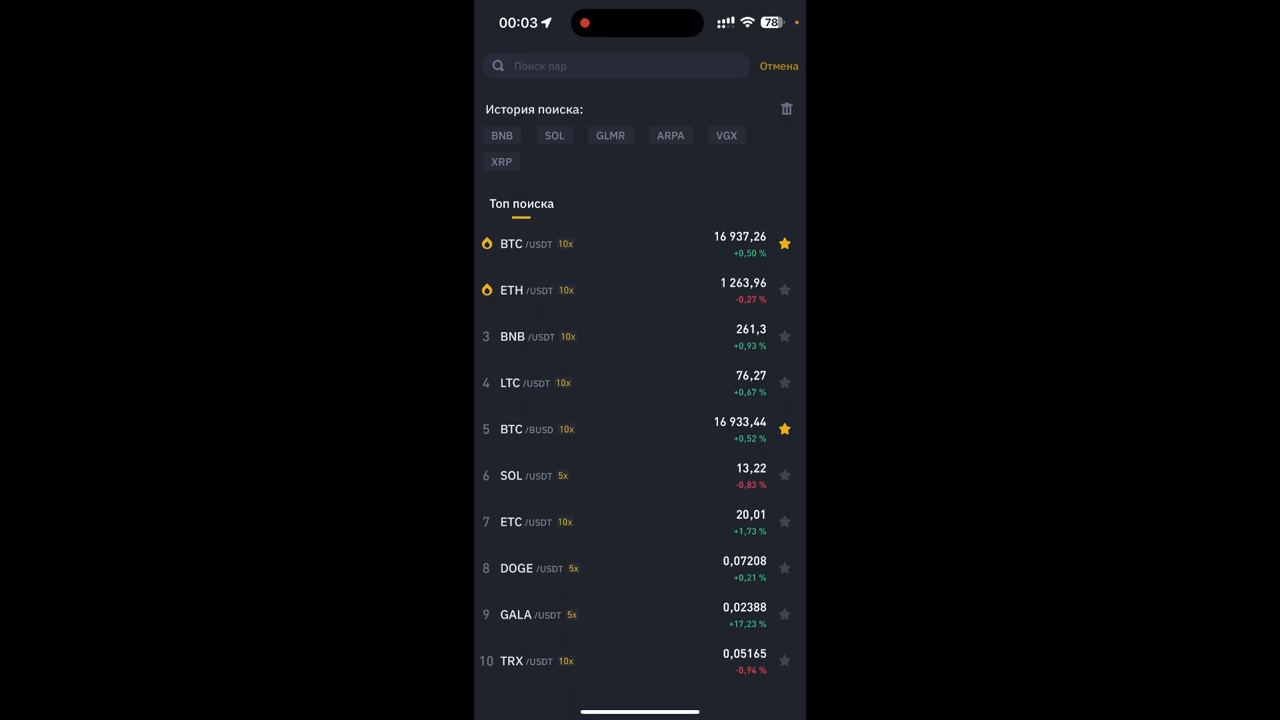 00:03 78
Поиск пар Отмена
История поиска:
BNB SOL GLMR ARPA VGX
XRP
Топ поиска
BTC /USDT 10x 16 937,26
+0,50 %
ETH /USDT 10x 1 263,96
-0,27 %
3 BNB /USDT 10x 261,3
+0,93 %
4 LTC /USDT 10x 76,27
+0,67 %
5 BTC /BUSD 10x 16 933,44
+0,52 %
6 SOL /USDT 5x 13,22
-0,83 %
7 ETC /USDT 10x 20,01
+1,73 %
8 DOGE /USDT 5x 0,07208
+0,21 %
9 GALA /USDT 5x 0,02388
+17,23 %
10 TRX /USDT 10x 0,05165
-0,94 %